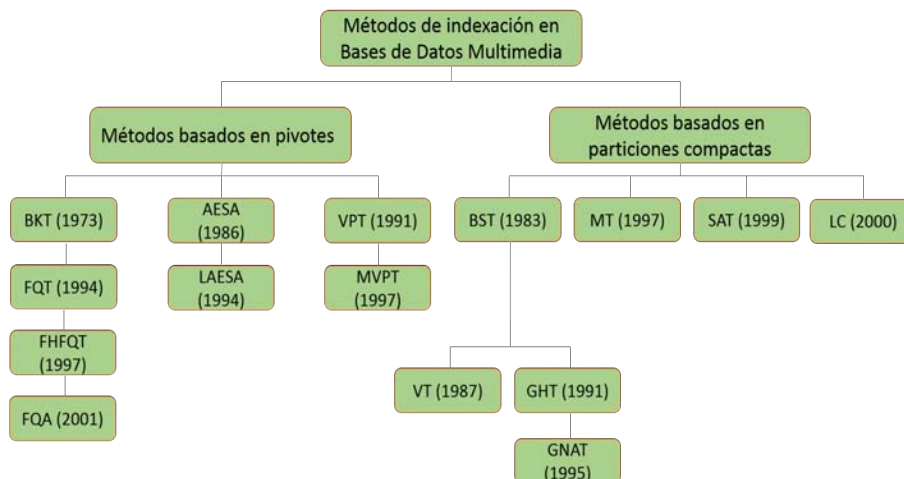 Métodos de indexación en
Bases de Datos Multimedia
Métodos basados en pivotes
Métodos basados en
particiones compactas
BKT (1973)
AESA
(1986)
VPT (1991)
BST (1983)
MT (1997)
SAT (1999)
LC (2000)
FQT (1994)
LAESA
(1994)
MVPT
(1997)
FHFQT
(1997)
VT (1987)
GHT (1991)
FQA (2001)
GNAT
(1995)